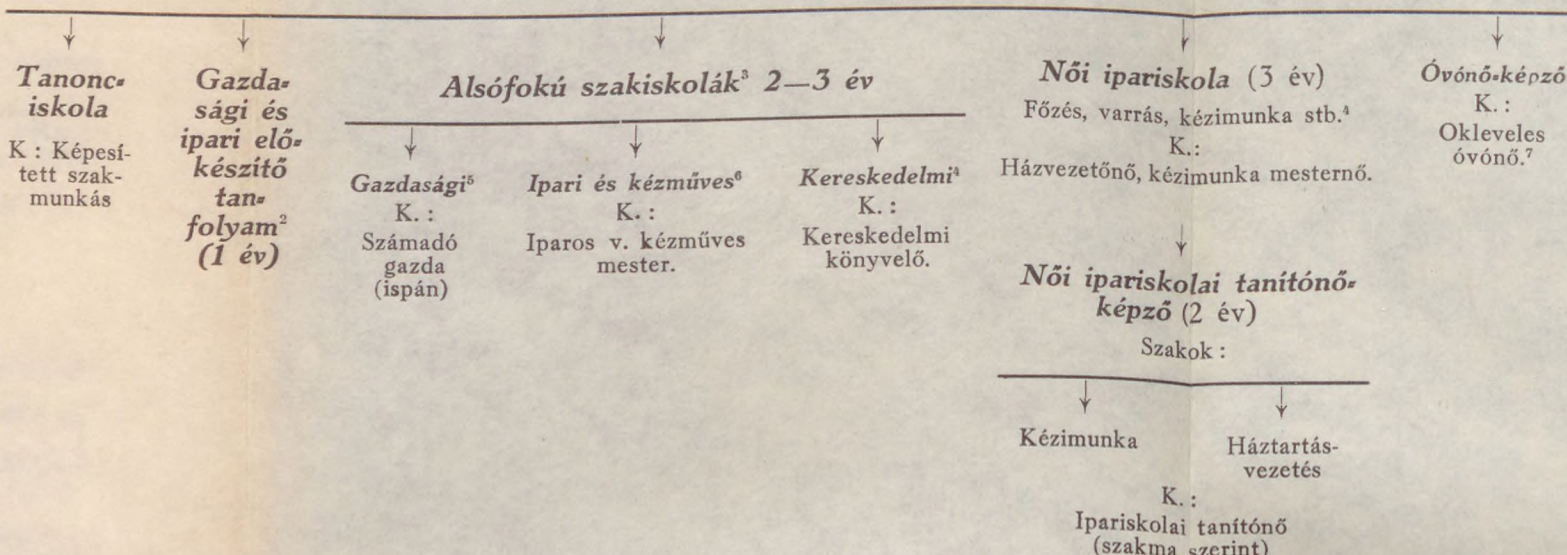 Tanonc-
iskola
K : Képesí-
tett szak-
munkás
Gazda-
sági és
ipari elő-
készítő
tan-
folyam²
(1 év)
Alsófokú szakiskolák³ 2—3 év
Gazdasági⁵
K. :
Számadó
gazda
(ispán)
Ipari és kézműves⁶
K. :
Iparos v. kézműves
mester.
Kereskedelmi⁴
K. :
Kereskedelmi
könyvelő.
Női ipariskola (3 év)
Főzés, varrás, kézimunka stb.⁴
K.:
Házvezetőnő, kézimunka mesternő.
Női ipariskolai tanítónő-
képző (2 év)
Szakok :
Kézimunka
Háztartás-
vezetés
K. :
Ipariskolai tanítónő
(szakma szerint)
Óvónő-képző
K. :
Okleveles
óvónő.⁷